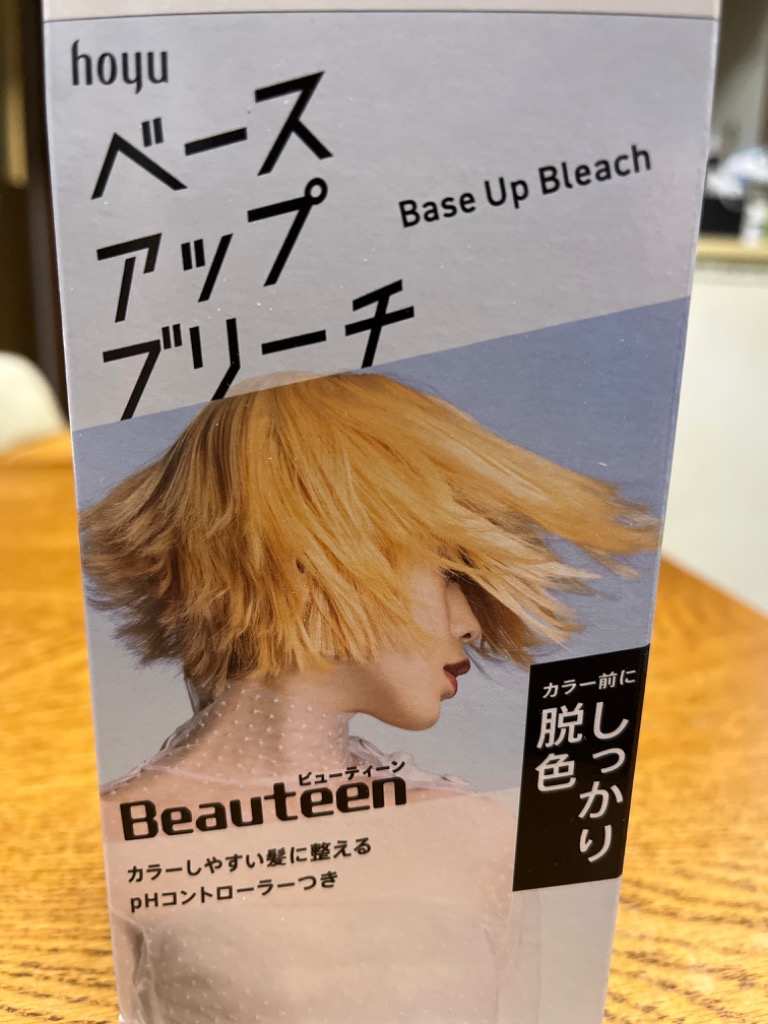 hoyu
ベース
アップ
ブリーチ
Base Up Bleach
カラー前に
しっかり
脱色
ビューティーン
Beauteen
カラーしやすい髪に整える
pHコントローラーつき